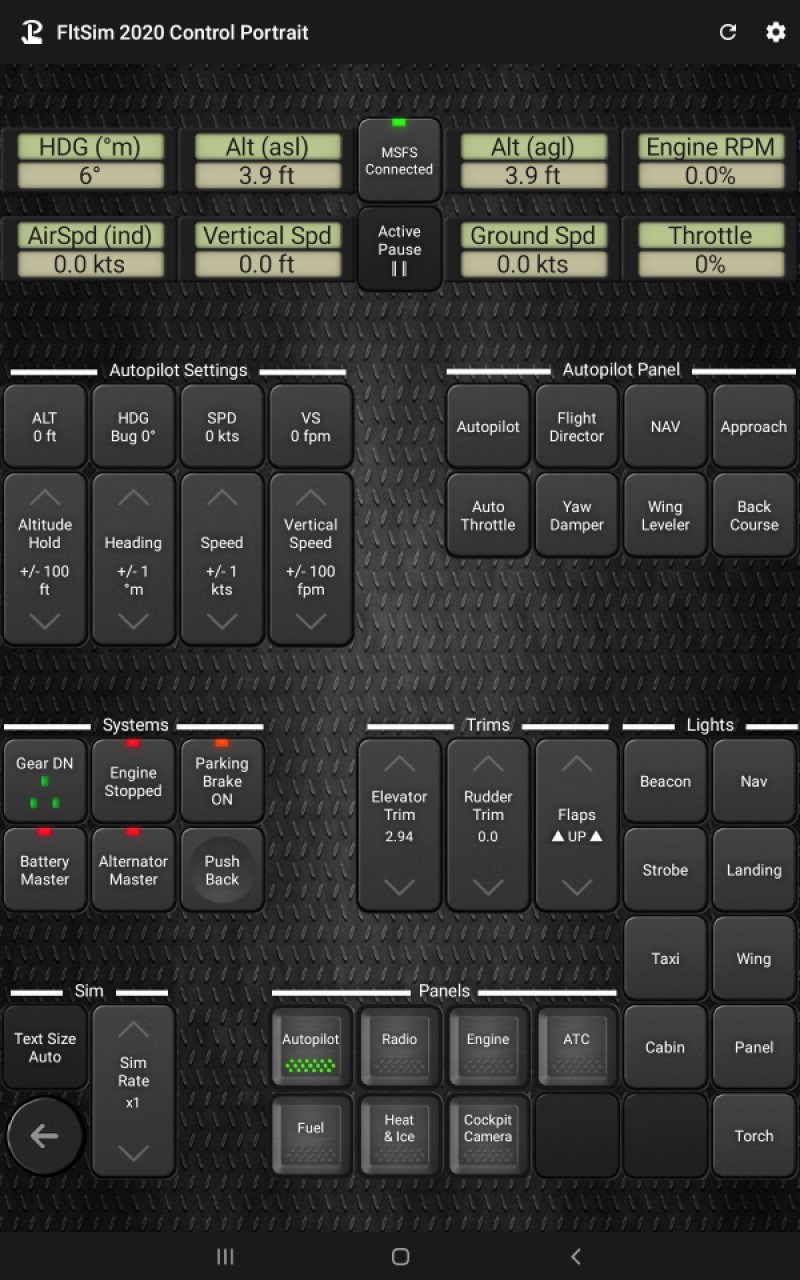 FltSim 2020 Control Portrait
HDG (°m)
6°
Alt (asl)
3.9 ft
MSFS
Connected
Alt (agl)
3.9 ft
Engine RPM
0.0%
AirSpd (ind)
0.0 kts
Vertical Spd
0.0 ft
Active
Pause
Ground Spd
0.0 kts
Throttle
0%
Autopilot Settings
ALT
0 ft
HDG
Bug 0°
SPD
0 kts
VS
0 fpm
Altitude
Hold
+/- 100
ft
Heading
+/- 1
°m
Speed
+/- 1
kts
Vertical
Speed
+/- 100
fpm
Autopilot Panel
Autopilot
Flight
Director
NAV
Approach
Auto
Throttle
Yaw
Damper
Wing
Leveler
Back
Course
Systems
Gear DN
Engine
Stopped
Parking
Brake
ON
Battery
Master
Alternator
Master
Push
Back
Trims
Elevator
Trim
2.94
Rudder
Trim
0.0
Flaps
▲ UP ▲
Lights
Beacon
Nav
Strobe
Landing
Taxi
Wing
Cabin
Panel
Torch
Sim
Text Size
Auto
Sim
Rate
x1
Panels
Autopilot
Radio
Engine
ATC
Fuel
Heat
& Ice
Cockpit
Camera